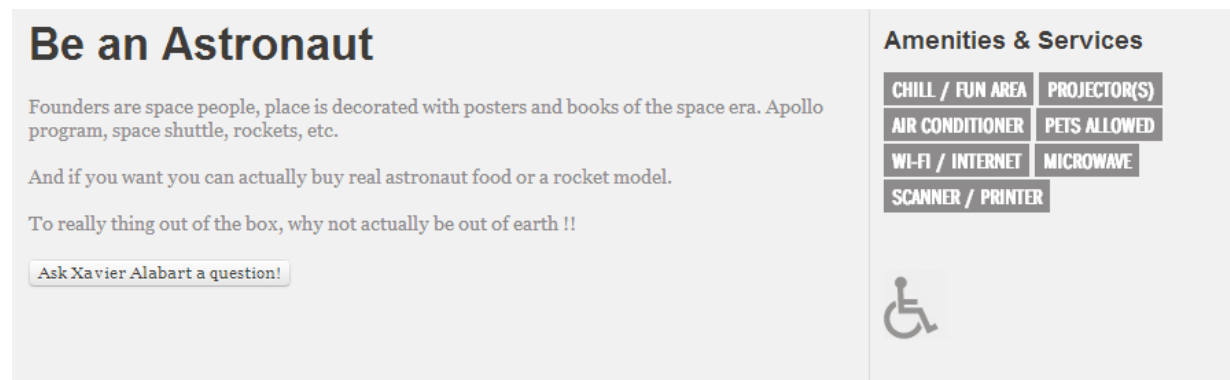 Be an Astronaut
Founders are space people, place is decorated with posters and books of the space era. Apollo
program, space shuttle, rockets, etc.
And if you want you can actually buy real astronaut food or a rocket model.
To really thing out of the box, why not actually be out of earth !!
Ask Xavier Alabart a question!
Amenities & Services
CHILL / FUN AREA PROJECTOR(S)
AIR CONDITIONER PETS ALLOWED
WI-FI / INTERNET MICROWAVE
SCANNER / PRINTER